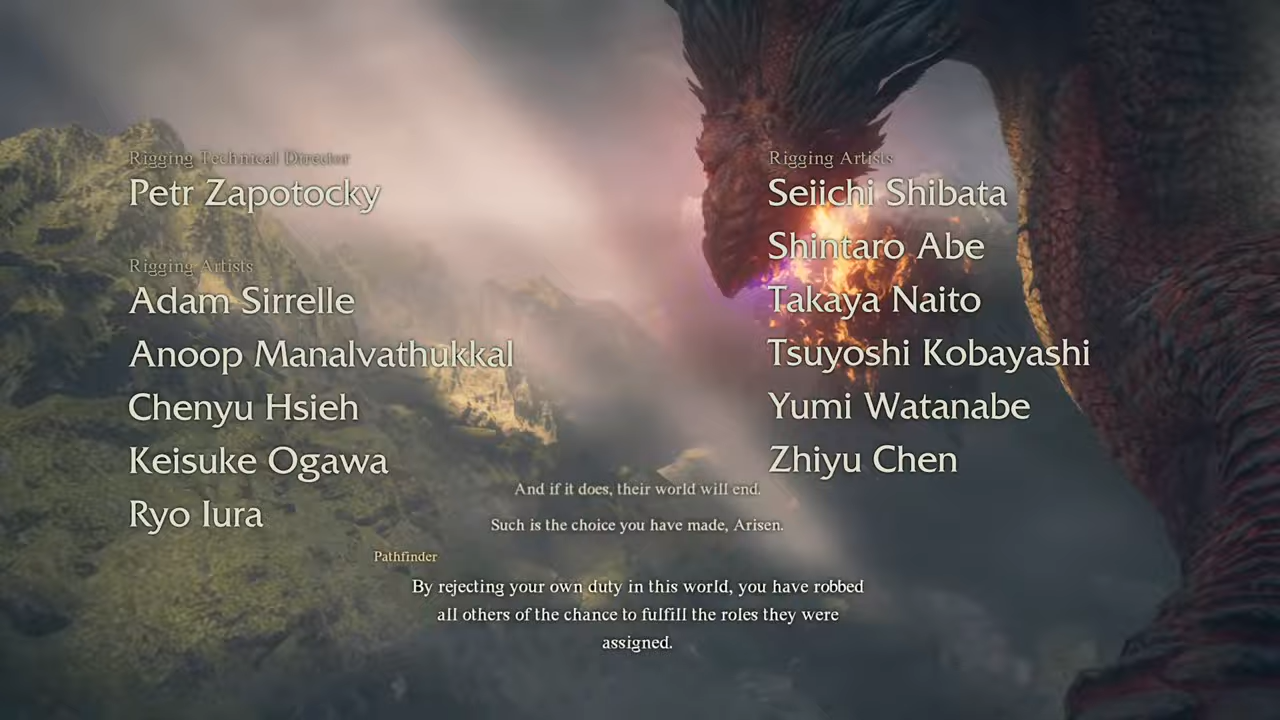 Rigging Technical Director
Petr Zapotocky
Rigging Artists
Adam Sirrelle
Anoop Manalvathukkal
Chenyu Hsieh
Keisuke Ogawa
Ryo Iura
Rigging Artists
Seiichi Shibata
Shintaro Abe
Takaya Naito
Tsuyoshi Kobayashi
Yumi Watanabe
Zhiyu Chen
And if it does, their world will end.
Such is the choice you have made, Arisen.
Pathfinder
By rejecting your own duty in this world, you have robbed
all others of the chance to fulfill the roles they were
assigned.